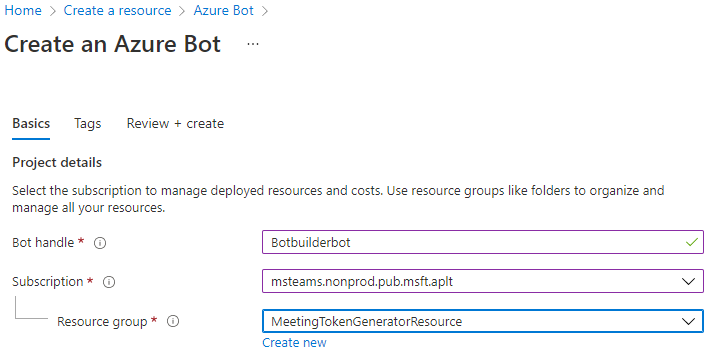 Home > Create a resource > Azure Bot >
Create an Azure Bot ...
Basics Tags Review + create
Project details
Select the subscription to manage deployed resources and costs. Use resource groups like folders to organize and
manage all your resources.
Bot handle * Botbuilderbot
Subscription * msteams.nonprod.pub.msft.aplt
Resource group * MeetingTokenGeneratorResource
Create new